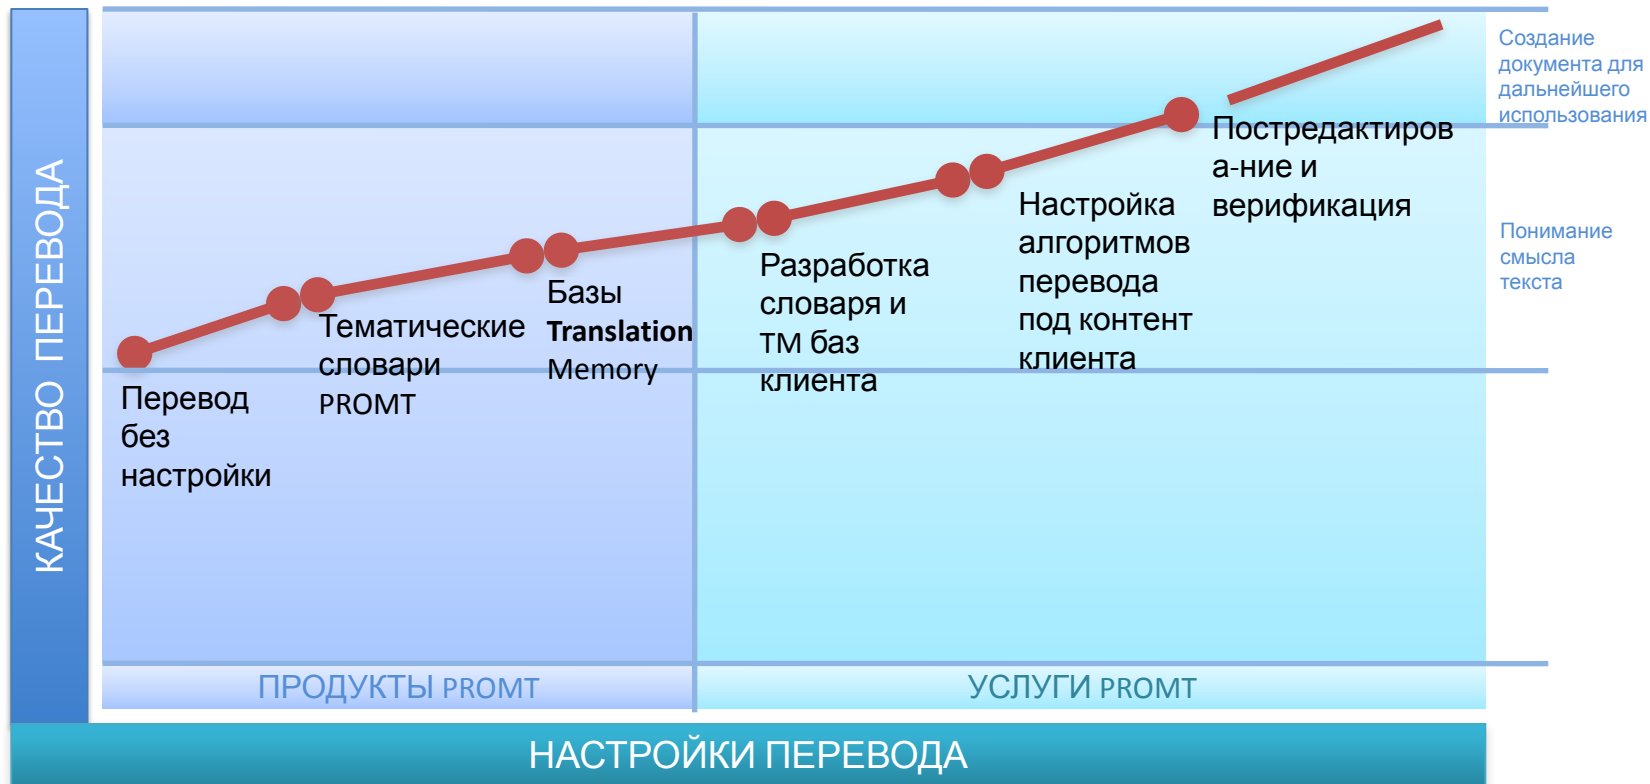 КАЧЕСТВО ПЕРЕВОДА
Перевод
без
настройки
Тематические
словари
PROMT
Базы
Translation
Memory
Разработка
словаря и
ТМ баз
клиента
Настройка
алгоритмов
перевода
под контент
клиента
Постредактиров
а-ние и
верификация
Создание
документа для
дальнейшего
использования
Понимание
смысла
текста
ПРОДУКТЫ PROMT
УСЛУГИ PROMT
НАСТРОЙКИ ПЕРЕВОДА